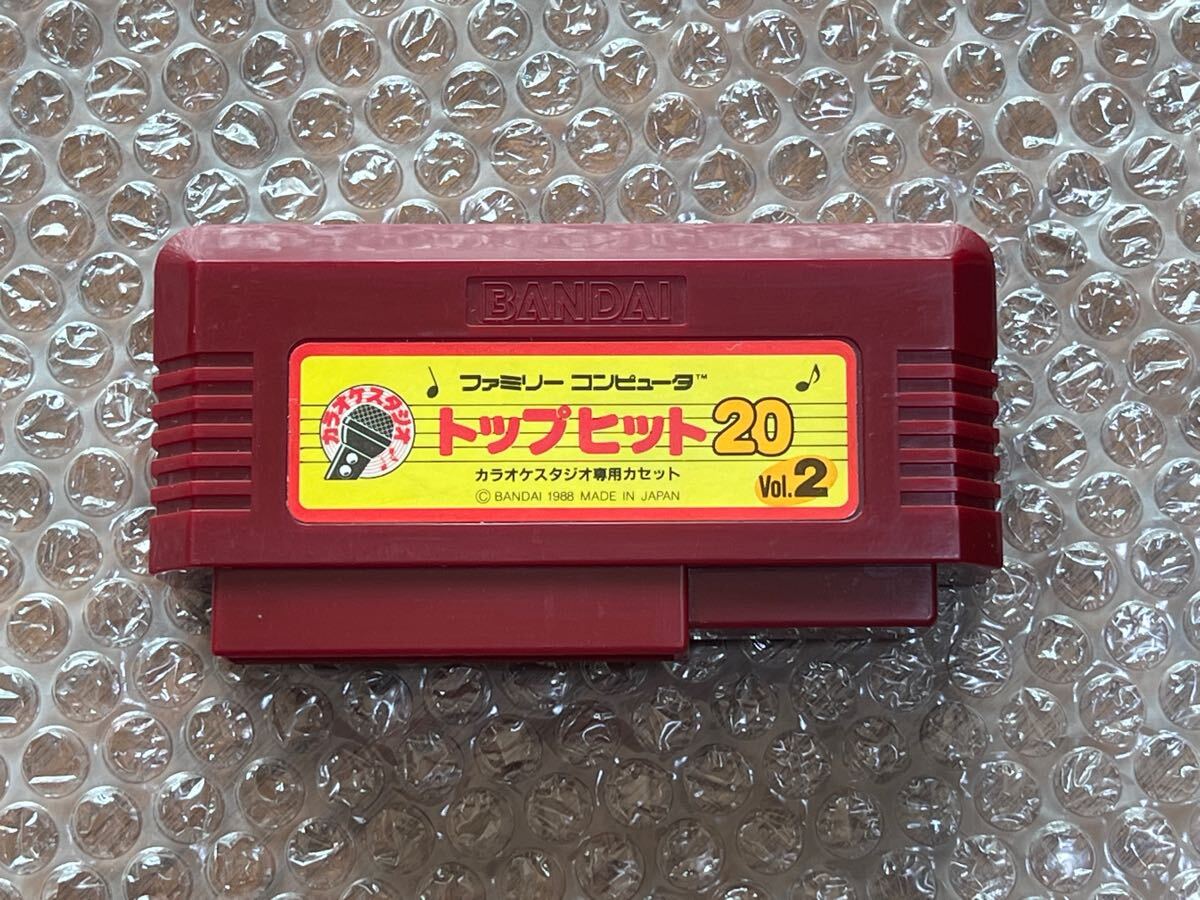 BANDAI
ファミリー コンピュータ™
カラオケスタジオ
トップヒット20
カラオケスタジオ専用カセット
Vol.2
© BANDAI 1988 MADE IN JAPAN